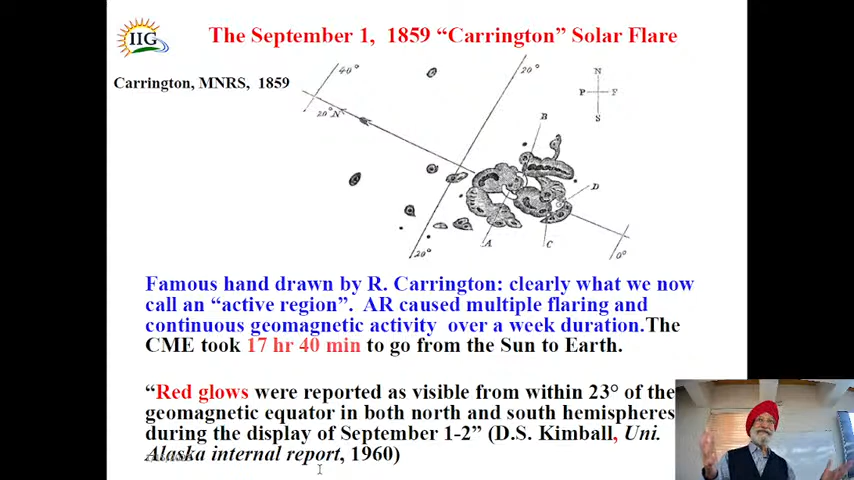 IIG
The September 1, 1859 “Carrington” Solar Flare
Carrington, MNRS, 1859
40°
20°
N
P F
S
20°N
B
D
A
C
20°
0°
Famous hand drawn by R. Carrington: clearly what we now
call an “active region”. AR caused multiple flaring and
continuous geomagnetic activity over a week duration.The
CME took 17 hr 40 min to go from the Sun to Earth.
“Red glows were reported as visible from within 23° of the
geomagnetic equator in both north and south hemispheres
during the display of September 1-2” (D.S. Kimball, Uni.
Alaska internal report, 1960)